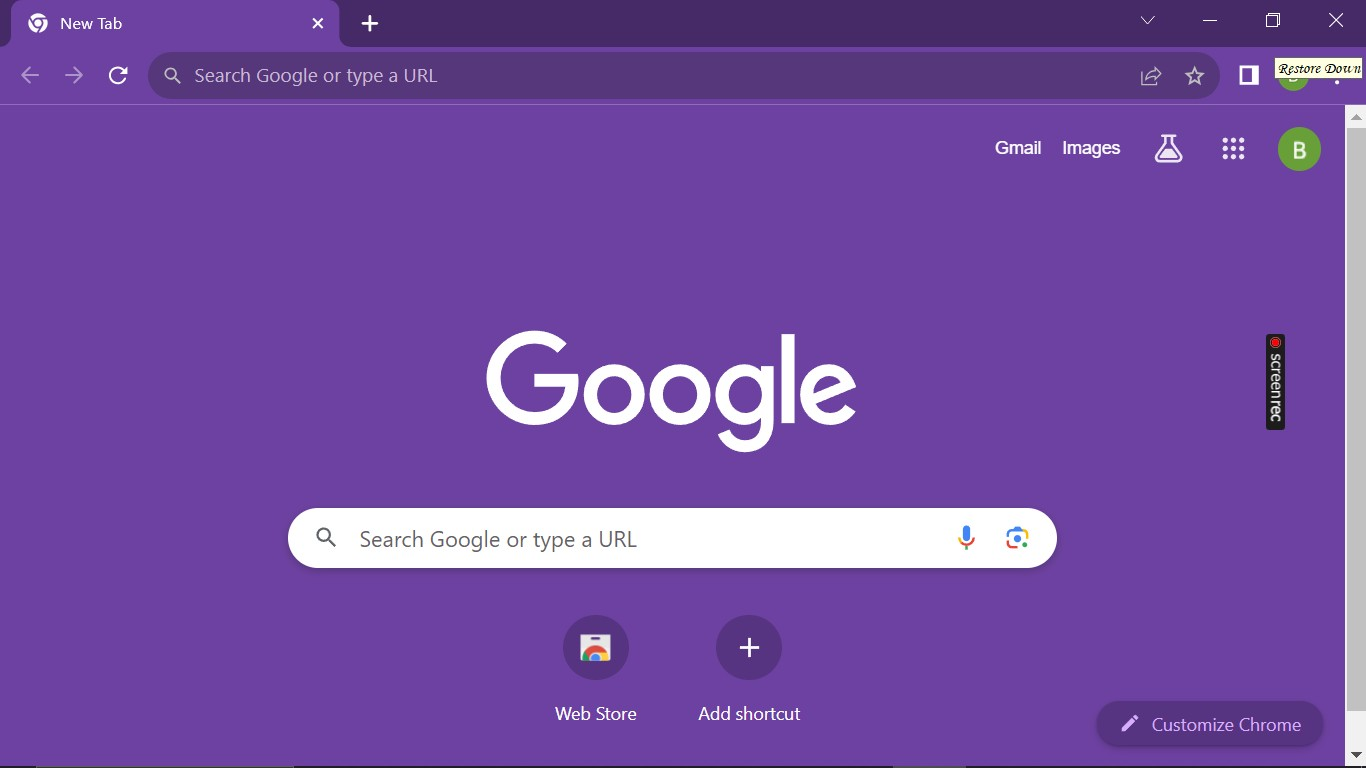 New Tab
Search Google or type a URL
Restore Down
Gmail
Images
B
Google
screenrec
Search Google or type a URL
Web Store
Add shortcut
Customize Chrome